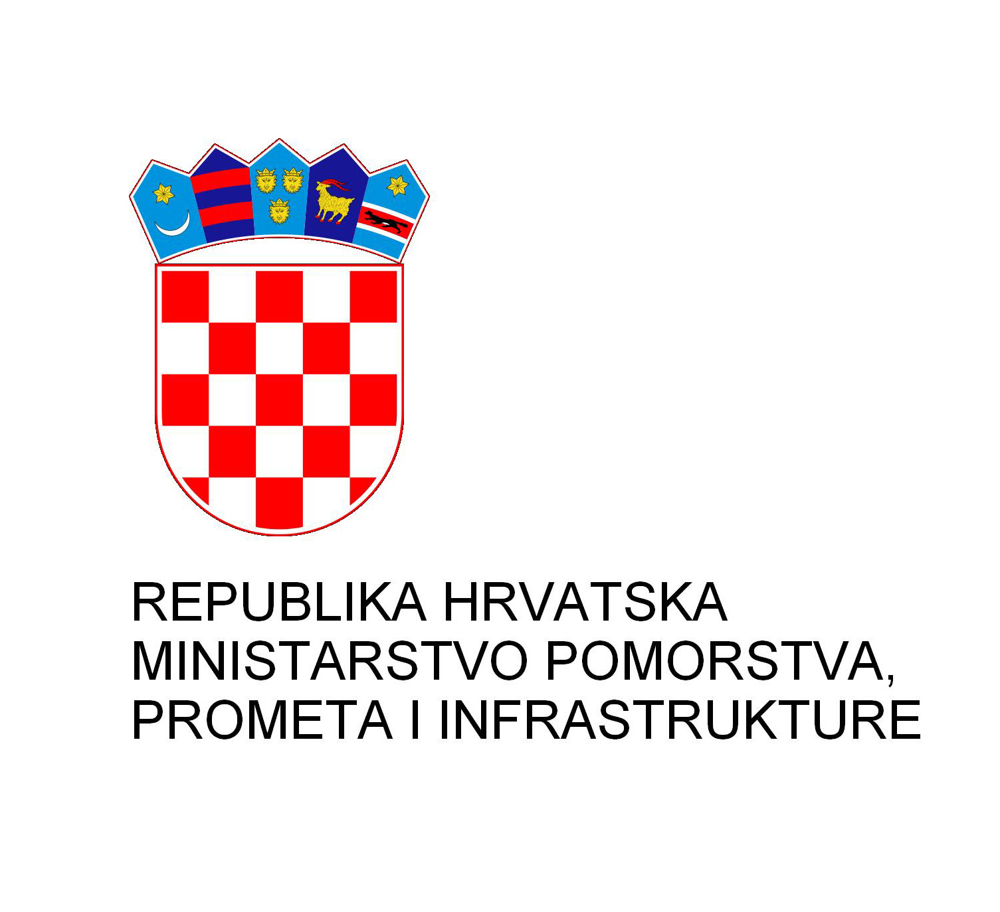 REPUBLIKA HRVATSKA
MINISTARSTVO POMORSTVA,
PROMETA I INFRASTRUKTURE